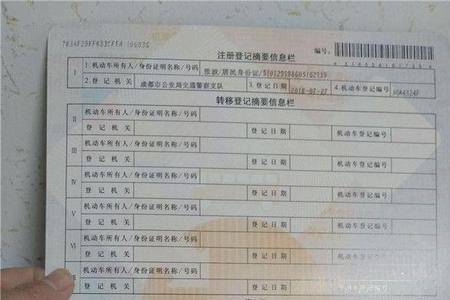 注册登记摘要信息栏
编号:
I 1.机动车所有人/身份证明名称/号码
2.登记机关 成都市公安局交通警察支队 3.登记日期 4.机动车登记编号
转移登记摘要信息栏
II 机动车所有人/身份证明名称/号码
登记机关 登记日期 机动车登记编号
III 机动车所有人/身份证明名称/号码
登记机关 登记日期 机动车登记编号
IV 机动车所有人/身份证明名称/号码
登记机关 登记日期 机动车登记编号
V 机动车所有人/身份证明名称/号码
登记机关 登记日期 机动车登记编号
VI 机动车所有人/身份证明名称/号码
登记机关 登记日期 机动车登记编号
机动车所有人/身份证明名称/号码
登记机关 登记日期 机动车登记编号